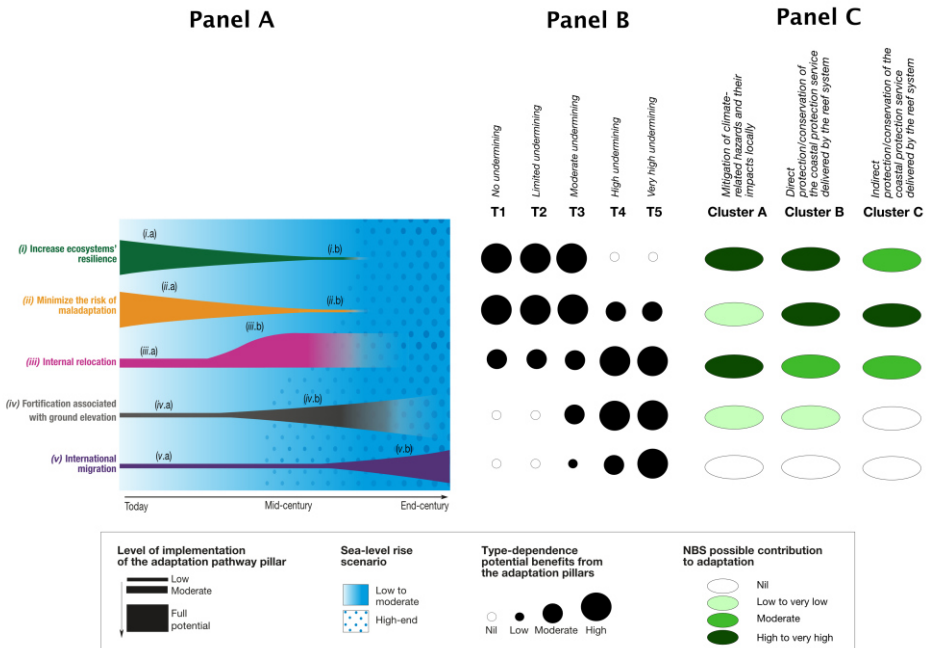 Panel A
Panel B
Panel C
No undermining
Limited undermining
Moderate undermining
High undermining
Very high undermining
Mitigation of climate-
related hazards and their
impacts locally
Direct
protection/conservation of
the coastal protection service
delivered by the reef system
Indirect
protection/conservation of the
coastal protection service
delivered by the reef system
T1 T2 T3 T4 T5
Cluster A Cluster B Cluster C
(i) Increase ecosystems'
resilience
(i.a)
(i.b)
(ii) Minimize the risk of
maladaptation
(ii.a)
(ii.b)
(iii) Internal relocation
(iii.a)
(iii.b)
(iv) Fortification associated
with ground elevation
(iv.a)
(iv.b)
(v) International
migration
(v.a)
(v.b)
Today Mid-century End-century
Level of implementation
of the adaptation pathway pillar
Low
Moderate
Full
potential
Sea-level rise
scenario
Low to
moderate
High-end
Type-dependence
potential benefits from
the adaptation pillars
Nil Low Moderate High
NBS possible contribution
to adaptation
Nil
Low to very low
Moderate
High to very high